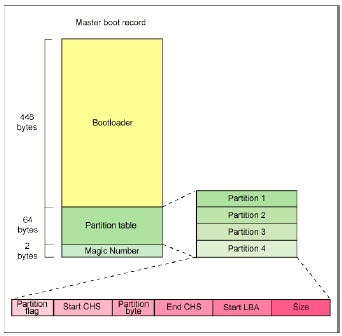 Master boot record
446
bytes
Bootloader
64
bytes
Partition table
2
bytes
Magic Number
Partition 1
Partition 2
Partition 3
Partition 4
Partition
flag
Start CHS
Partition
byte
End CHS
Start LBA
Size